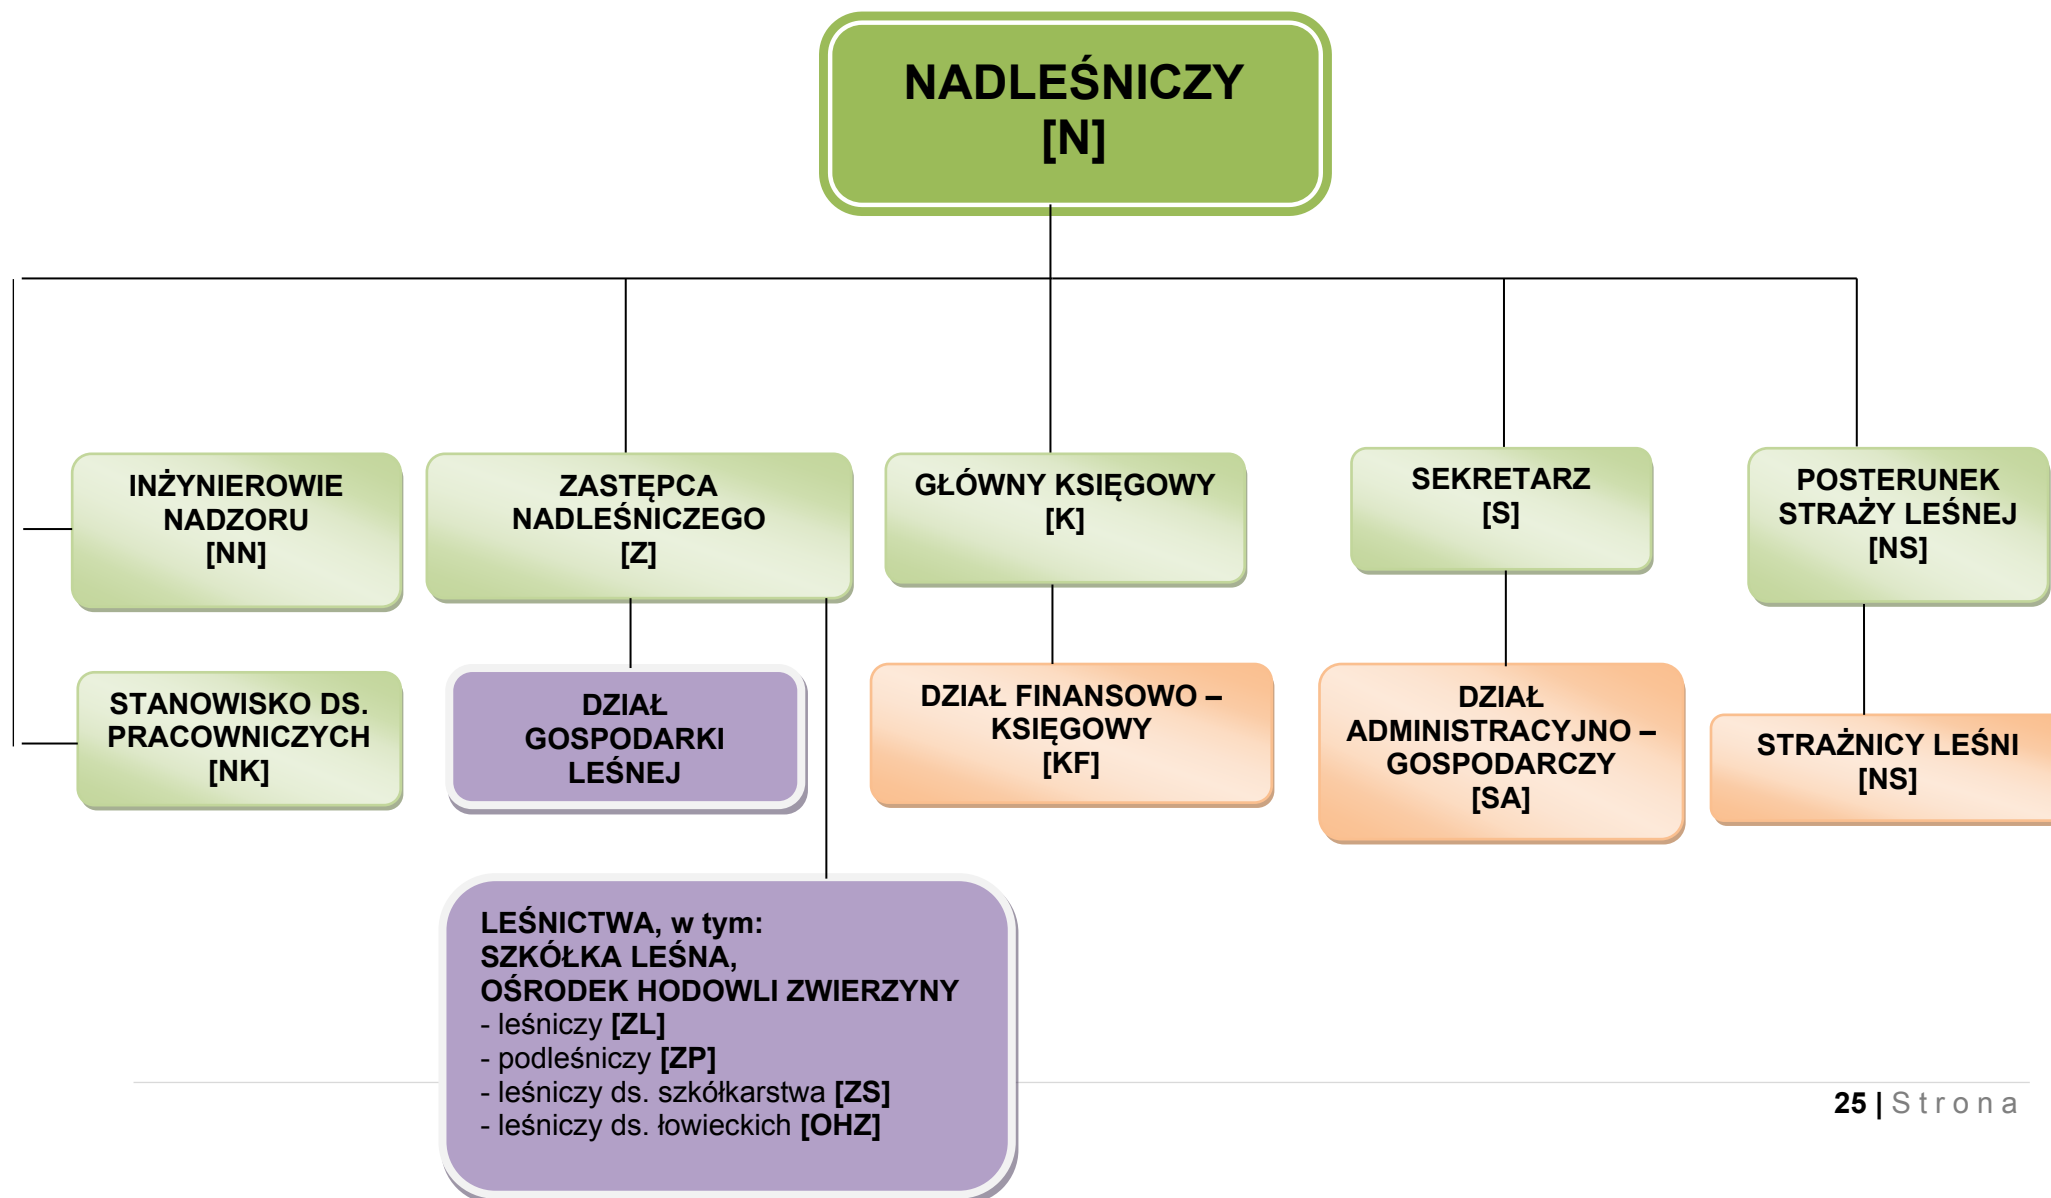 NADLEŚNICZY
[N]
INŻYNIEROWIE
NADZORU
[NN]
ZASTĘPCA
NADLEŚNICZEGO
[Z]
GŁÓWNY KSIĘGOWY
[K]
SEKRETARZ
[S]
POSTERUNEK
STRAŻY LEŚNEJ
[NS]
STANOWISKO DS.
PRACOWNICZYCH
[NK]
DZIAŁ
GOSPODARKI
LEŚNEJ
DZIAŁ FINANSOWO –
KSIĘGOWY
[KF]
DZIAŁ
ADMINISTRACYJNO –
GOSPODARCZY
[SA]
STRAŻNICY LEŚNI
[NS]
LEŚNICTWA, w tym:
SZKÓŁKA LEŚNA,
OŚRODEK HODOWLI ZWIERZYNY
- leśniczy [ZL]
- podleśniczy [ZP]
- leśniczy ds. szkółkarstwa [ZS]
- leśniczy ds. łowieckich [OHZ]
25 | Strona